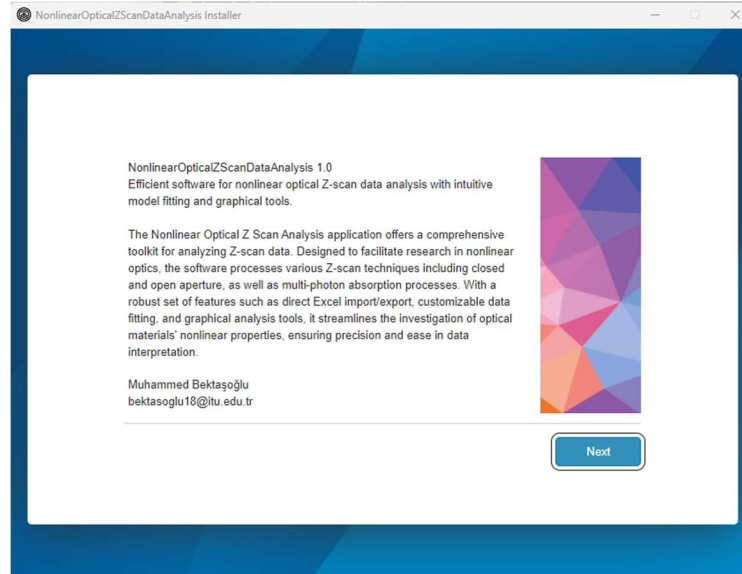 NonlinearOpticalZScanDataAnalysis Installer
NonlinearOpticalZScanDataAnalysis 1.0
Efficient software for nonlinear optical Z-scan data analysis with intuitive
model fitting and graphical tools.
The Nonlinear Optical Z Scan Analysis application offers a comprehensive
toolkit for analyzing Z-scan data. Designed to facilitate research in nonlinear
optics, the software processes various Z-scan techniques including closed
and open aperture, as well as multi-photon absorption processes. With a
robust set of features such as direct Excel import/export, customizable data
fitting, and graphical analysis tools, it streamlines the investigation of optical
materials' nonlinear properties, ensuring precision and ease in data
interpretation.
Muhammed Bektaşoğlu
bektasoglu18@itu.edu.tr
Next